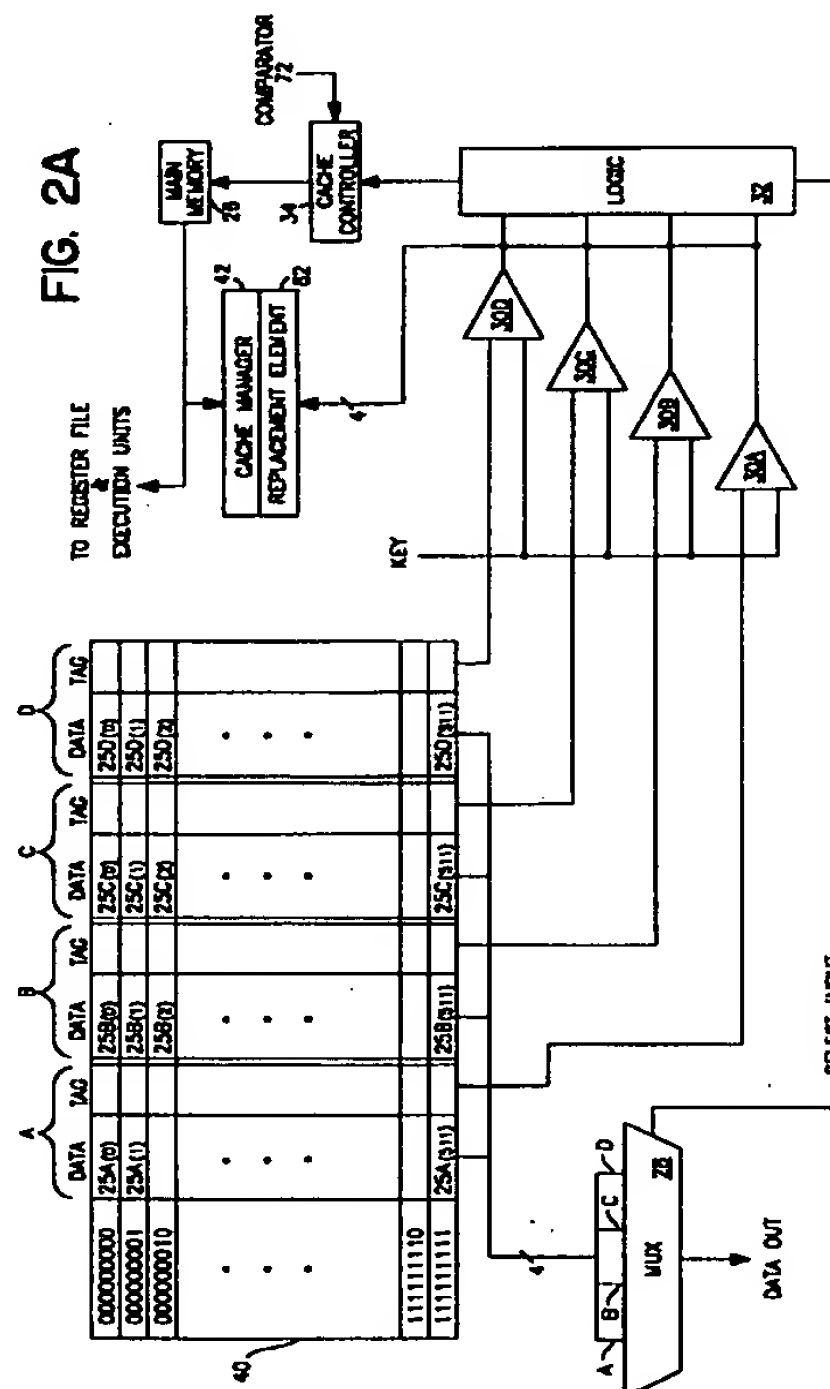 FIG. 2A
TO REGISTER FILE
&
EXECUTION UNITS
MAIN
MEMORY
26
COMPARATOR
72
34
CACHE
CONTROLLER
42
62
CACHE MANAGER
REPLACEMENT ELEMENT
4
KEY
LOGIC
32
30D
30C
30B
30A
A B C D
DATA TAG DATA TAG DATA TAG DATA TAG
000000000 25A(0) 25B(0) 25C(0) 25D(0)
000000001 25A(1) 25B(1) 25C(1) 25D(1)
000000010 25B(2) 25C(2) 25D(2)
111111110
111111111 25A(511) 25B(511) 25C(511) 25D(511)
40
4
A B C D
MUX
28
DATA OUT